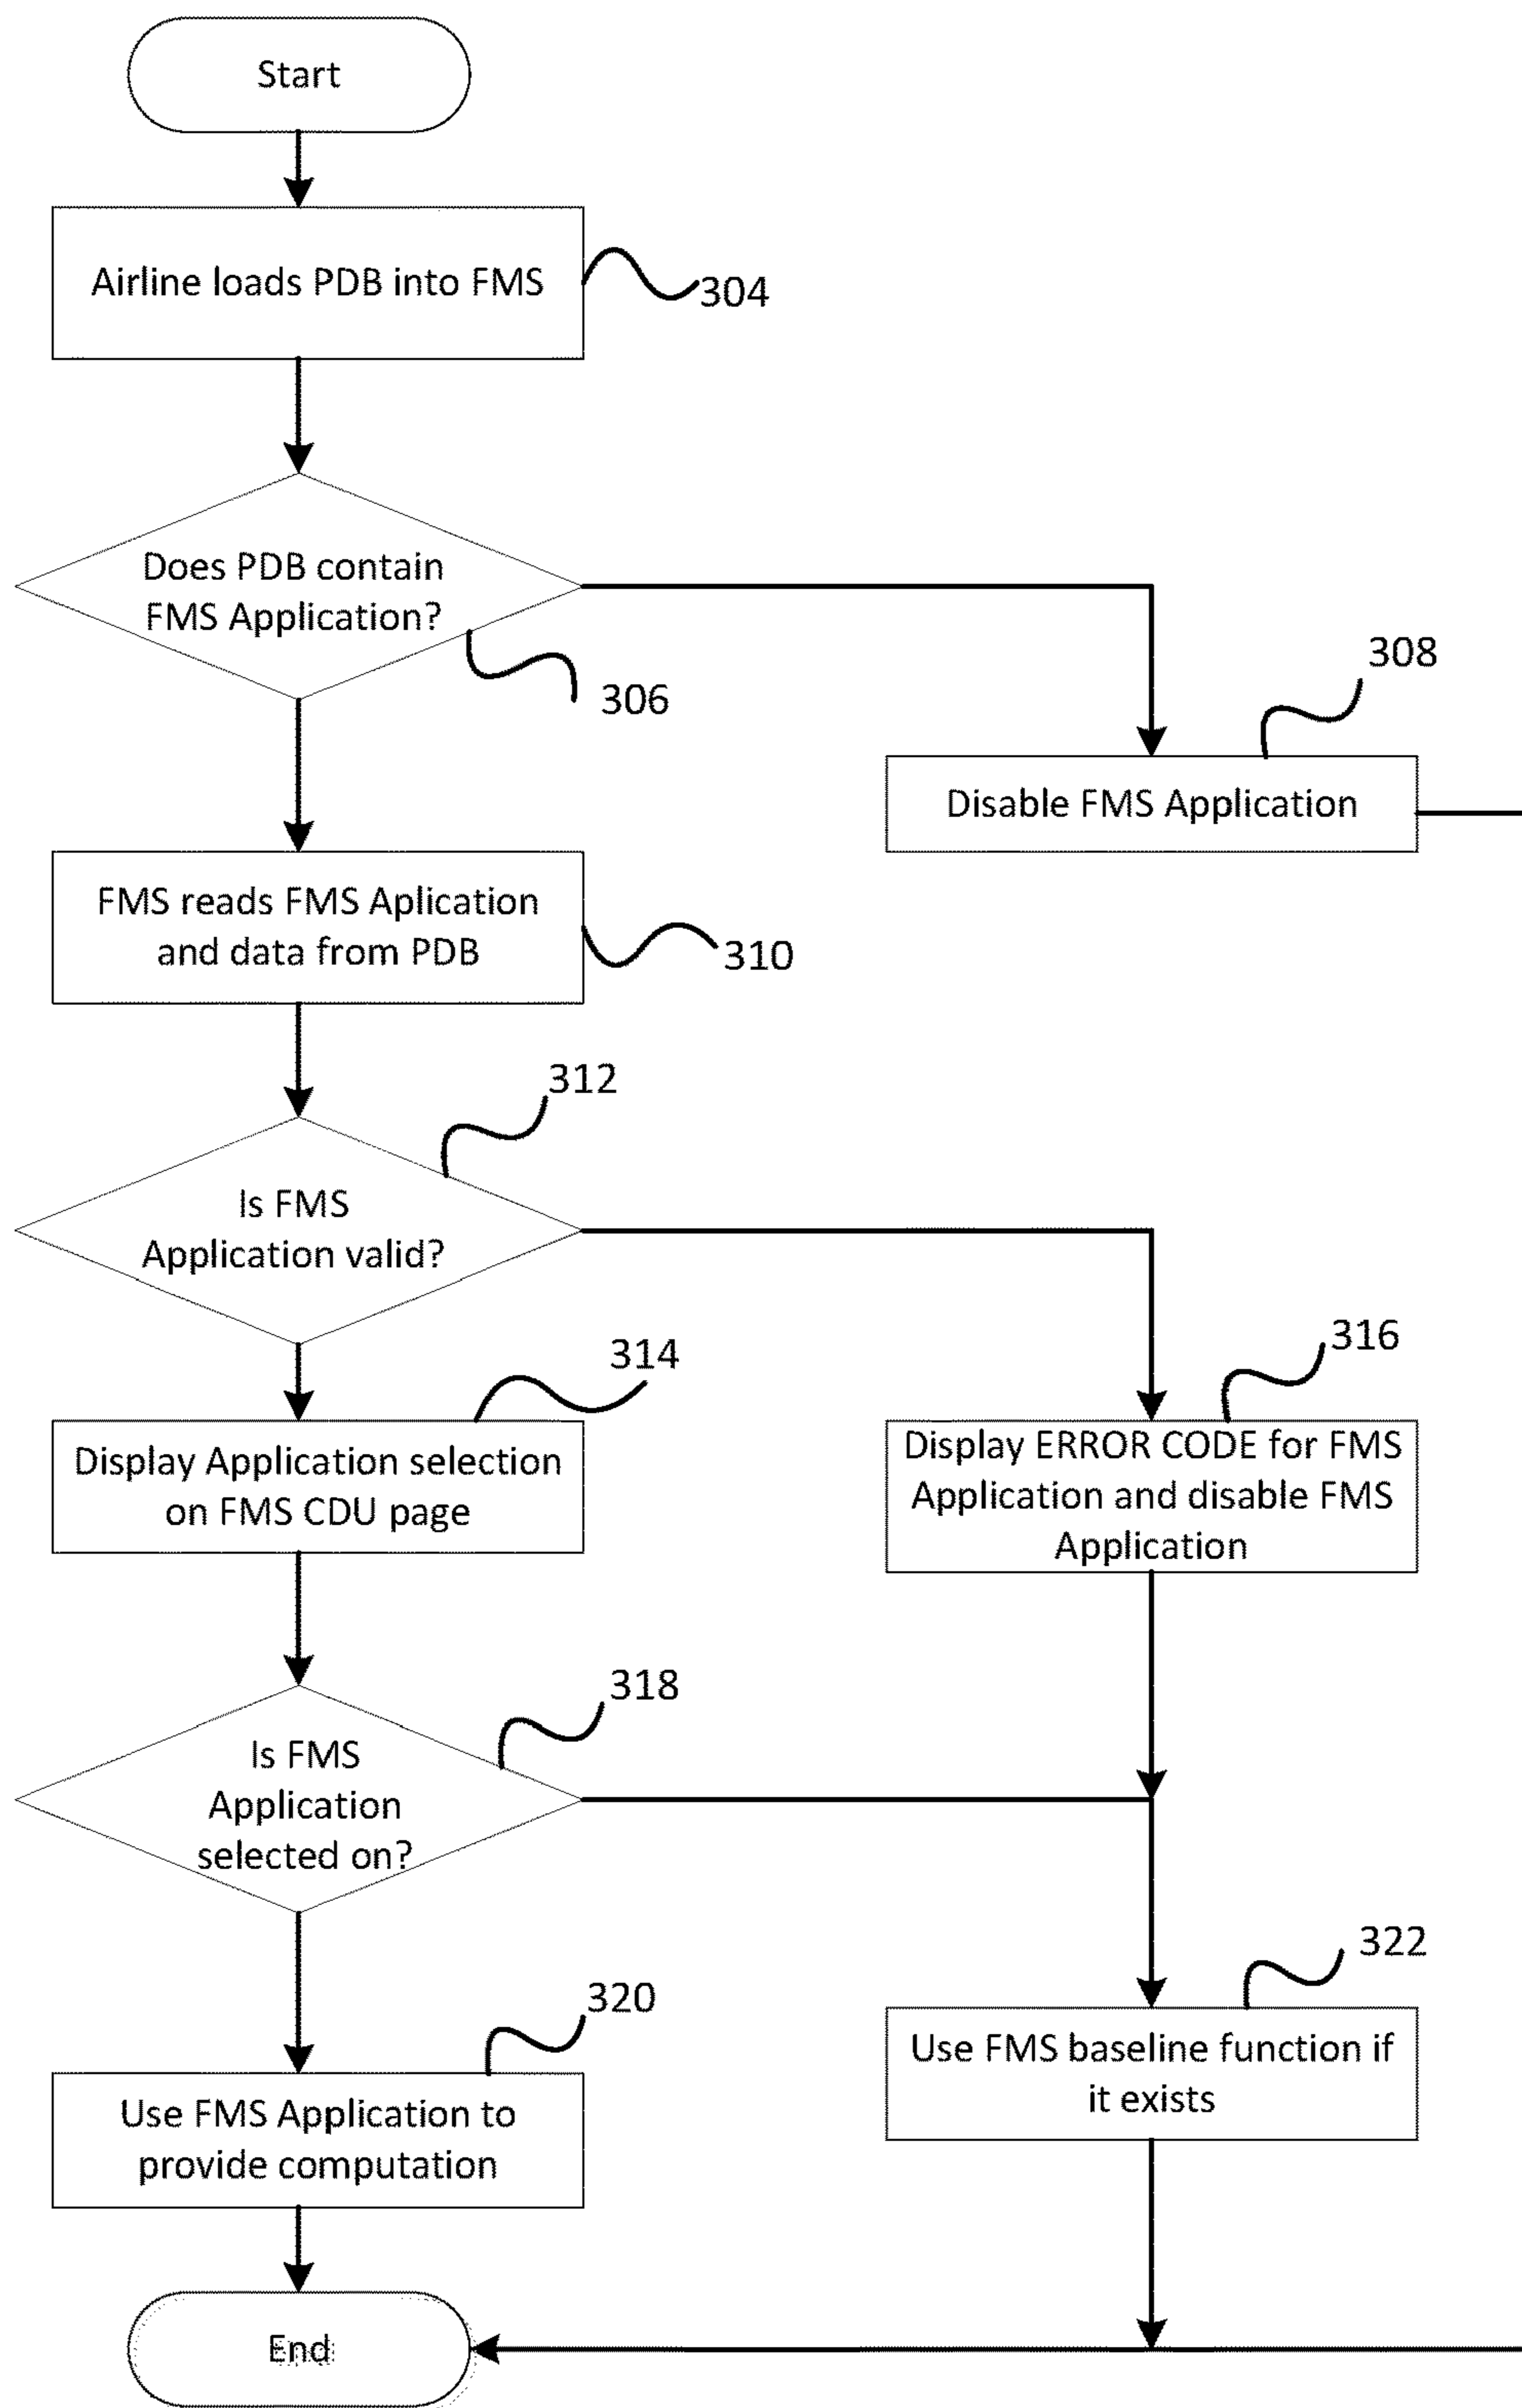 Start
Airline loads PDB into FMS
304
Does PDB contain
FMS Application?
306
308
Disable FMS Application
FMS reads FMS Aplication
and data from PDB
310
312
Is FMS
Application valid?
314
316
Display Application selection
on FMS CDU page
Display ERROR CODE for FMS
Application and disable FMS
Application
318
Is FMS
Application
selected on?
320
322
Use FMS Application to
provide computation
Use FMS baseline function if
it exists
End